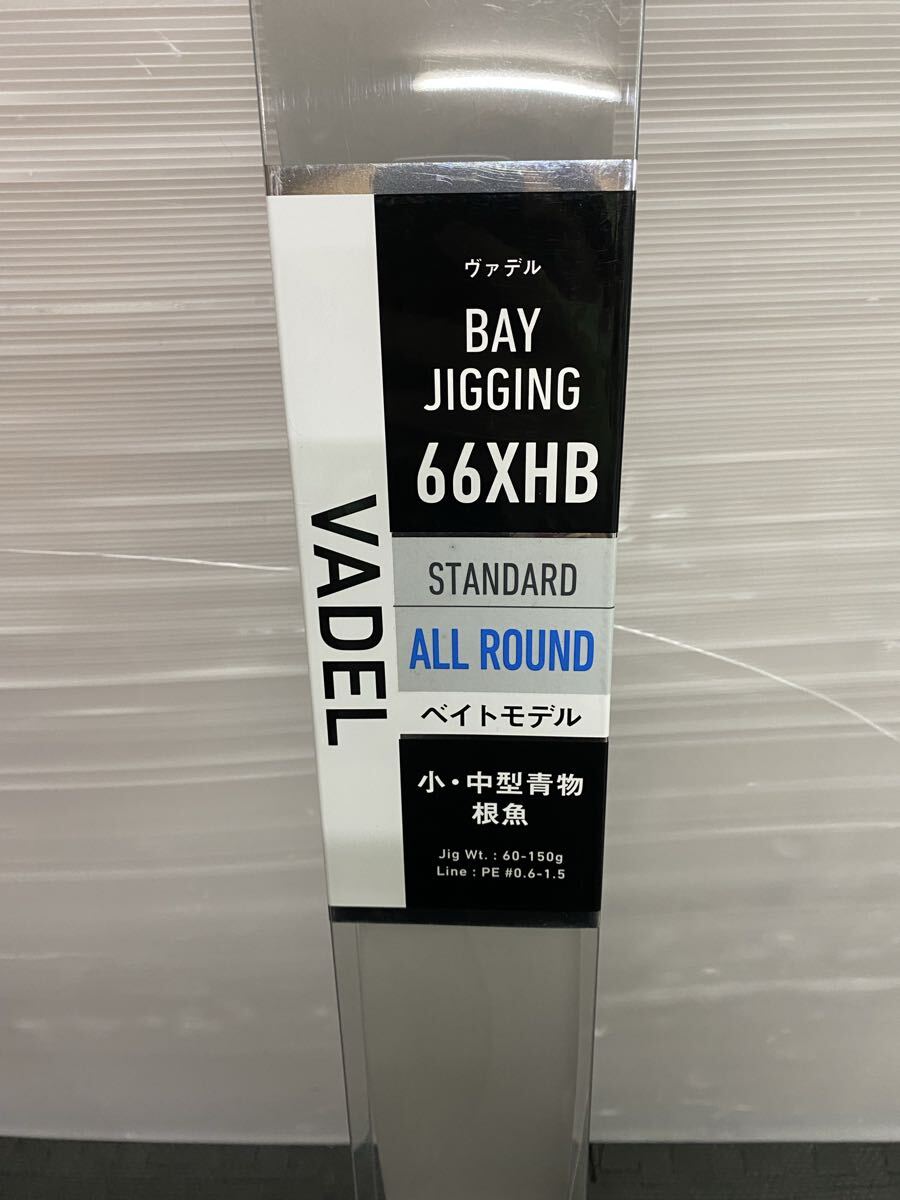 ヴァデル
BAY
JIGGING
66XHB
VADEL
STANDARD
ALL ROUND
ベイトモデル
小・中型青物
根魚
Jig Wt. : 60-150g
Line : PE #0.6-1.5